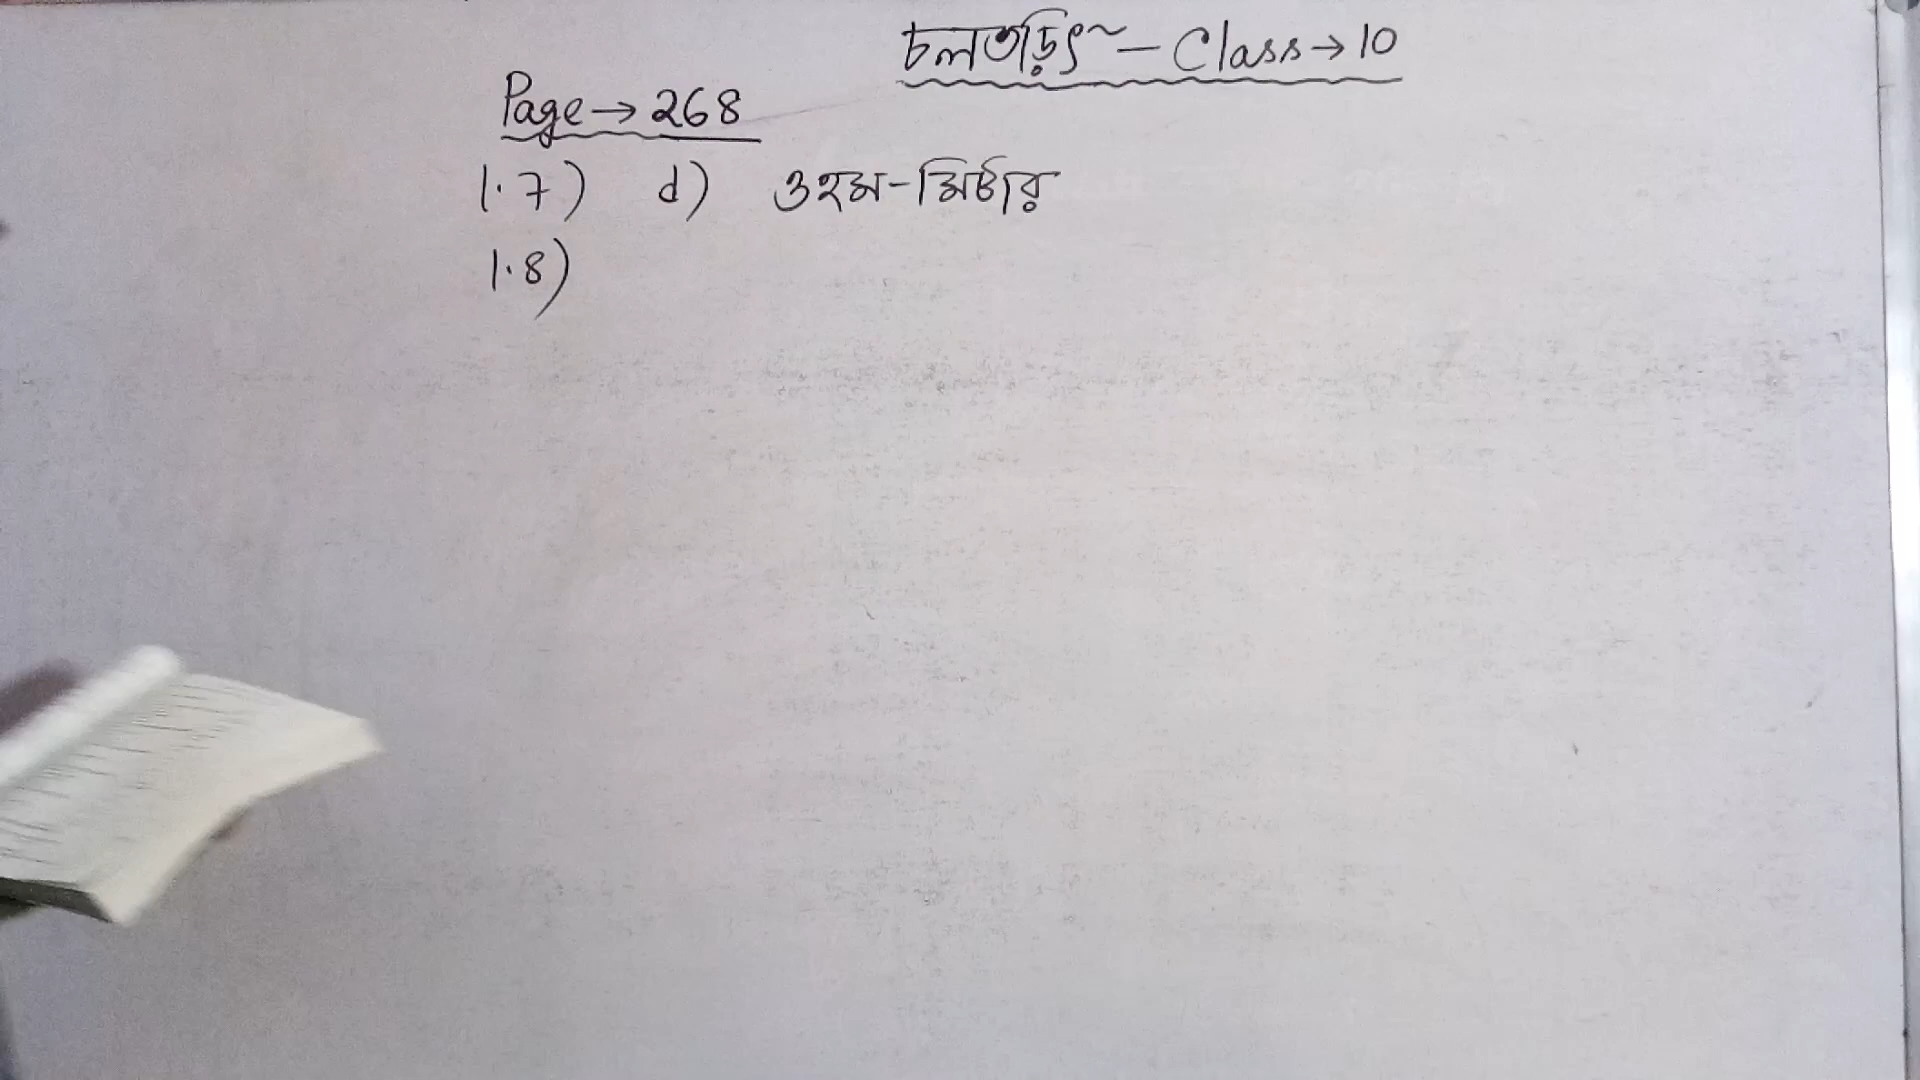 চলতড়িৎ~ – Class → 10
Page → 268
1.7) d) ওহম-মিটার
1.8)